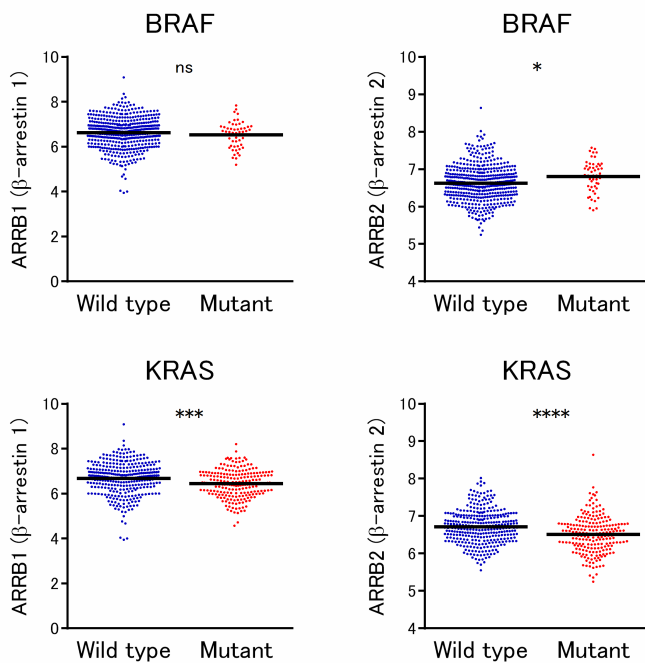 BRAF
ns
ARRB1 (β-arrestin 1)
10
8
6
4
2
0
Wild type
Mutant
BRAF
*
ARRB2 (β-arrestin 2)
10
9
8
7
6
5
4
Wild type
Mutant
KRAS
***
ARRB1 (β-arrestin 1)
10
8
6
4
2
0
Wild type
Mutant
KRAS
****
ARRB2 (β-arrestin 2)
10
9
8
7
6
5
4
Wild type
Mutant